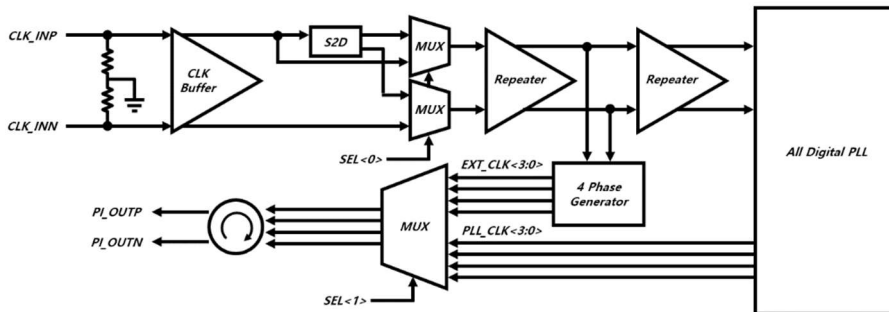 CLK_INP
S2D
MUX
CLK
Buffer
Repeater
Repeater
MUX
CLK_INN
All Digital PLL
SEL<0>
EXT_CLK<3:0>
4 Phase
Generator
PI_OUTP
MUX
PI_OUTN
PLL_CLK<3:0>
SEL<1>